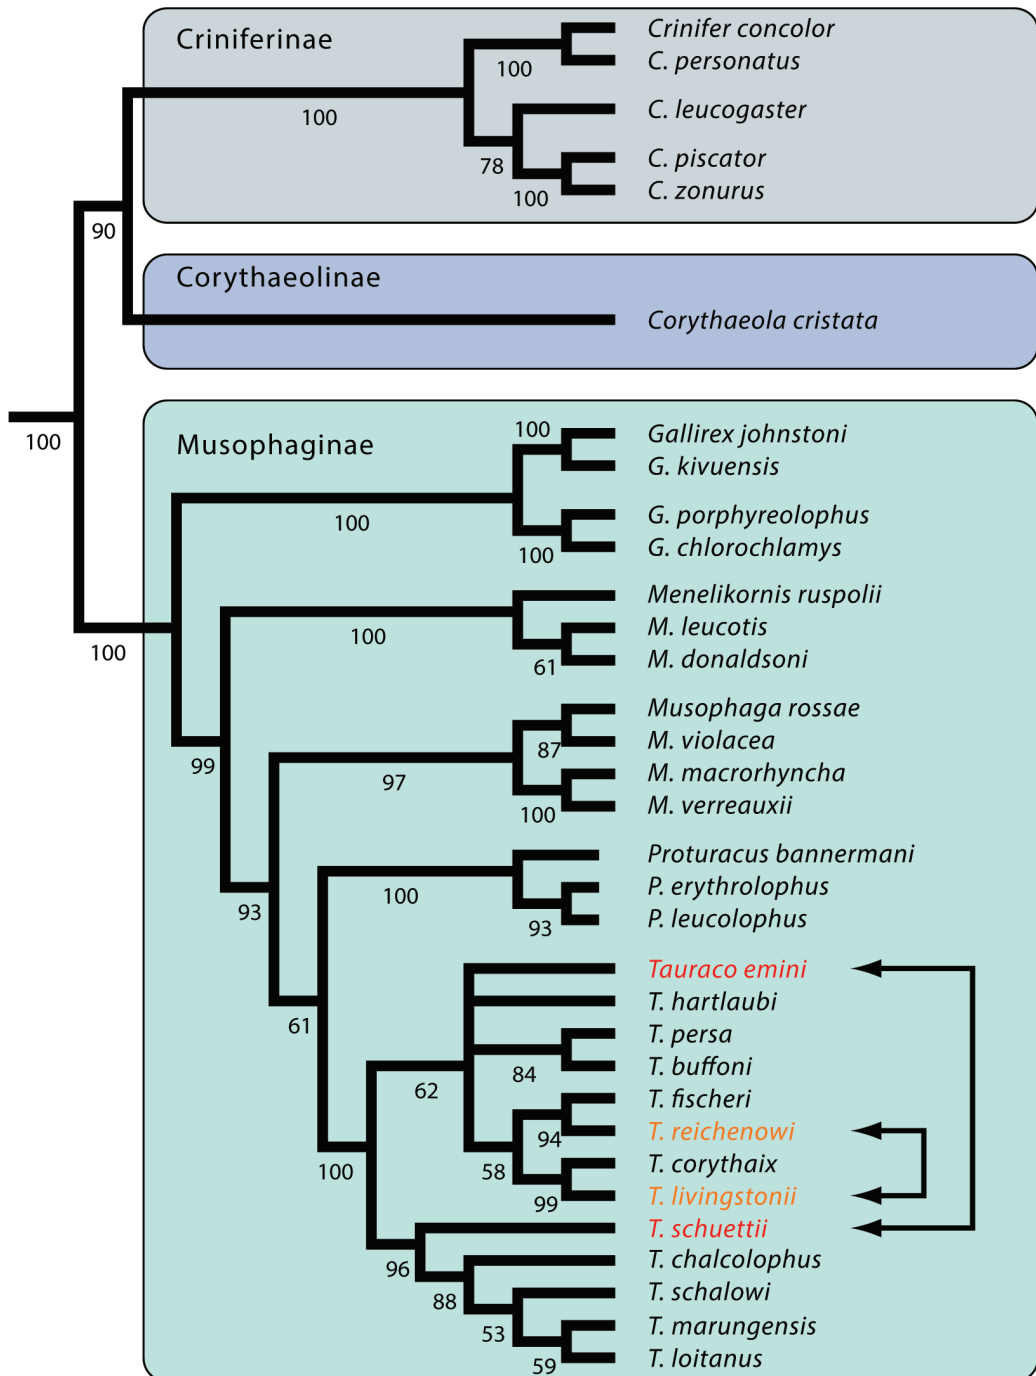 Criniferinae
Crinifer concolor
C. personatus
100
100
C. leucogaster
78
C. piscator
100
C. zonurus
90
Corythaeolinae
Corythaeola cristata
100
Musophaginae
100
Gallirex johnstoni
G. kivuensis
100
G. porphyreolophus
100
G. chlorochlamys
Menelikornis ruspolii
100
100
M. leucotis
61
M. donaldsoni
Musophaga rossae
87
M. violacea
99
97
M. macrorhyncha
100
M. verreauxii
Proturacus bannermani
100
P. erythrolophus
93
93
P. leucolophus
Tauraco emini
T. hartlaubi
61
T. persa
84
T. buffoni
62
T. fischeri
94
T. reichenowi
100
58
T. corythaix
99
T. livingstonii
T. schuettii
96
T. chalcolophus
88
T. schalowi
53
T. marungensis
59
T. loitanus